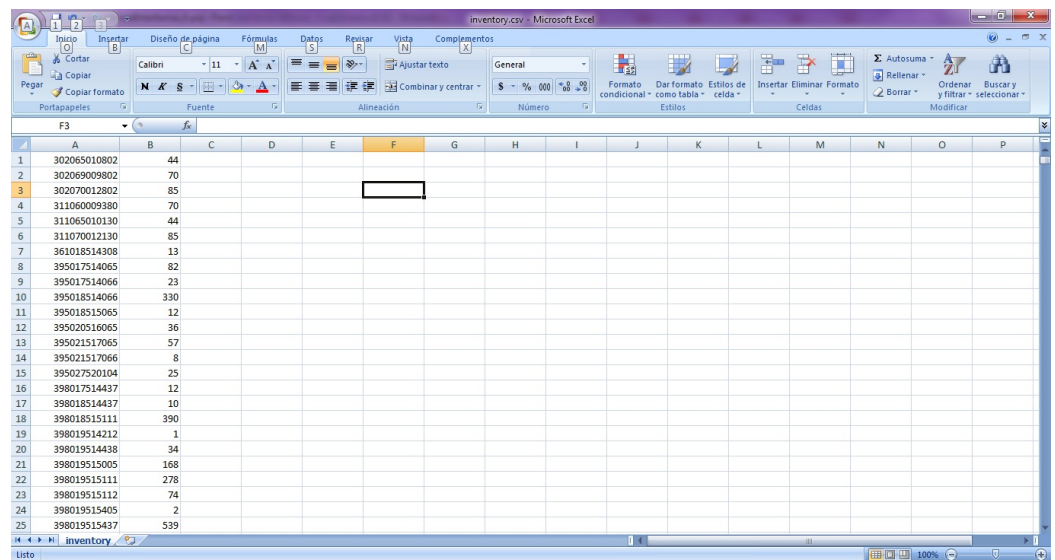 inventory.csv - Microsoft Excel
1 2 3
Inicio Insertar Diseño de página Fórmulas Datos Revisar Vista Complementos
O B C M S R N X
Pegar
Cortar
Copiar
Copiar formato
Portapapeles
Calibri 11 A A
N K S A
Fuente
Ajustar texto
Combinar y centrar
Alineación
General
$ % 000
Número
Formato condicional
Dar formato como tabla
Estilos de celda
Estilos
Insertar Eliminar Formato
Celdas
Σ Autosuma
Rellenar
Borrar
Ordenar y filtrar
Buscar y seleccionar
Modificar
F3 fx
A B C D E F G H I J K L M N O P
1 302065010802 44
2 302069009802 70
3 302070012802 85
4 311060009380 70
5 311065010130 44
6 311070012130 85
7 361018514308 13
8 395017514065 82
9 395017514066 23
10 395018514066 330
11 395018515065 12
12 395020516065 36
13 395021517065 57
14 395021517066 8
15 395027520104 25
16 398017514437 12
17 398018514437 10
18 398018515111 390
19 398019514212 1
20 398019514438 34
21 398019515005 168
22 398019515111 278
23 398019515112 74
24 398019515405 2
25 398019515437 539
inventory
Listo 100%